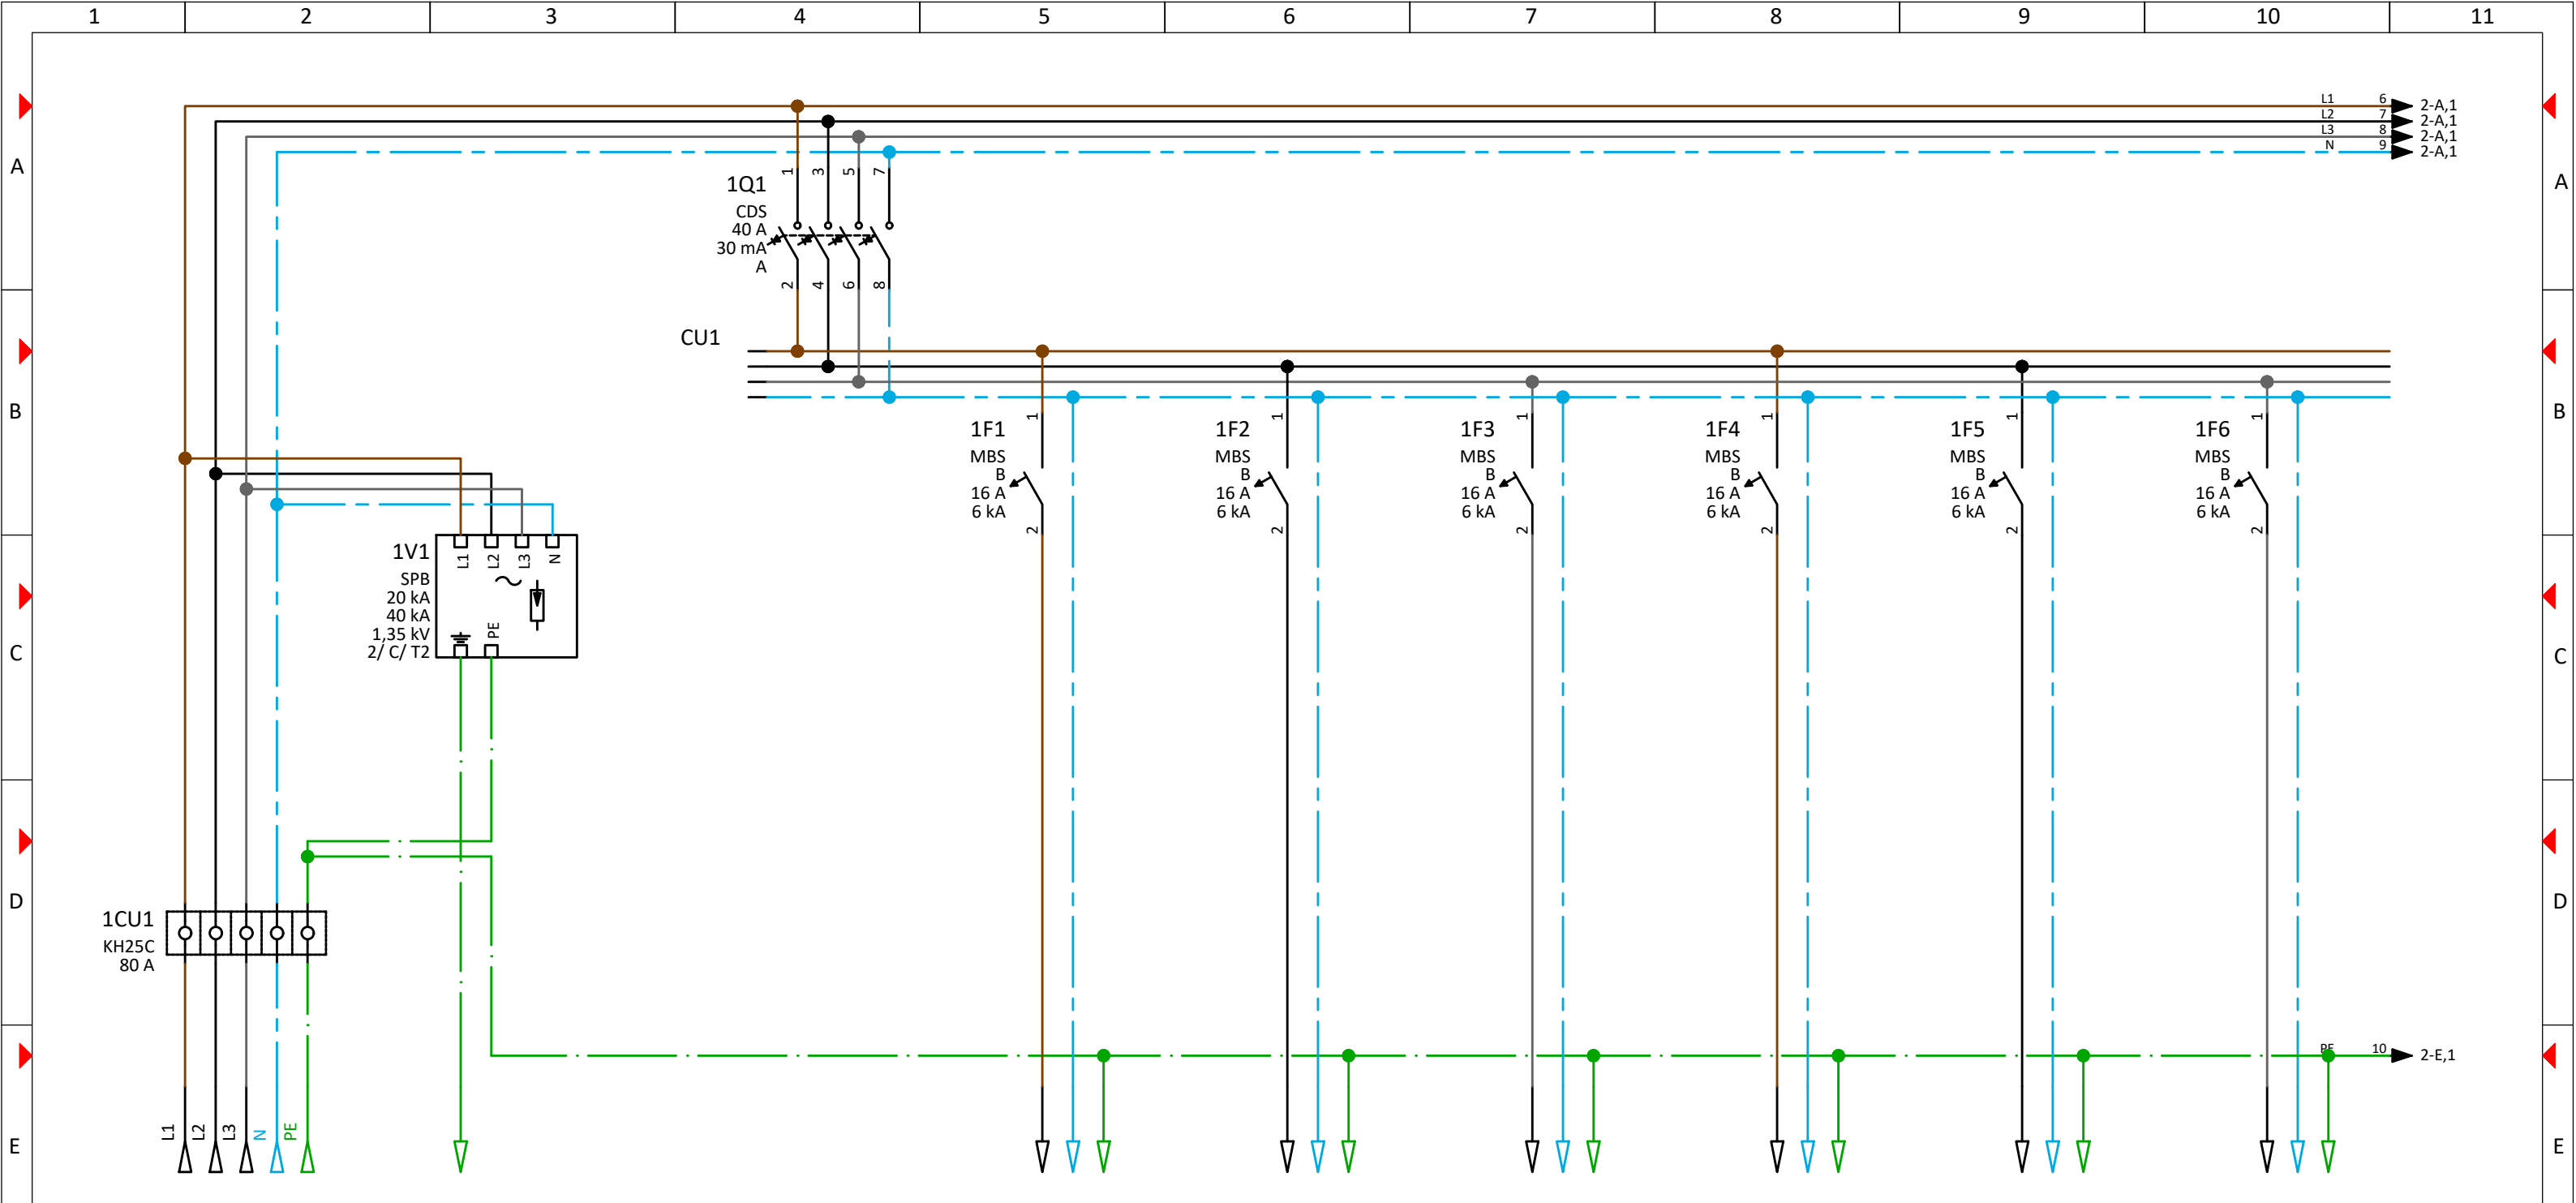 1 2 3 4 5 6 7 8 9 10 11
L1 6 2-A,1
L2 7 2-A,1
L3 8 2-A,1
N 9 2-A,1
A A
1 3 5 7
1Q1
CDS
40 A
30 mA
A
2 4 6 8
CU1
B B
1 1 1 1 1 1
1F1 1F2 1F3 1F4 1F5 1F6
MBS MBS MBS MBS MBS MBS
B B B B B B
16 A 16 A 16 A 16 A 16 A 16 A
6 kA 6 kA 6 kA 6 kA 6 kA 6 kA
2 2 2 2 2 2
1V1
L1 L2 L3 N
SPB
20 kA
40 kA
1,35 kV
2/ C/ T2
PE
C C
D D
1CU1
KH25C
80 A
PE 10 2-E,1
L1 L2 L3 N PE
E E